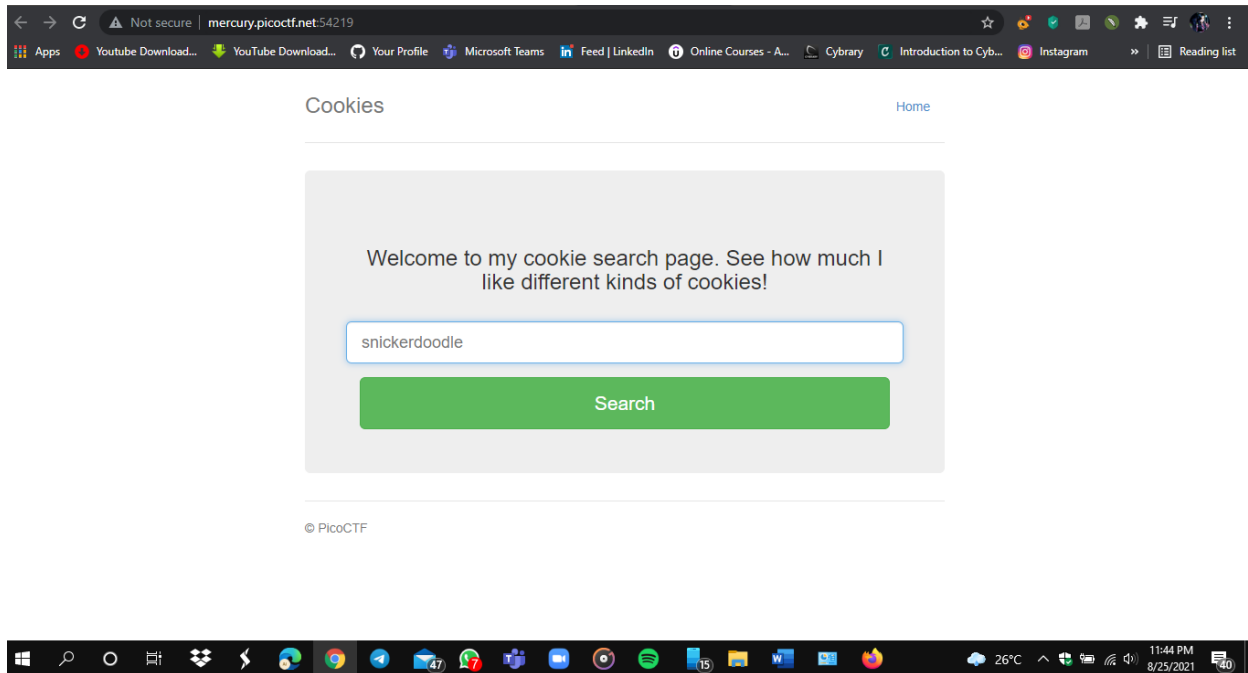 Not secure | mercury.picoctf.net:54219
Apps Youtube Download... YouTube Download... Your Profile Microsoft Teams Feed | LinkedIn Online Courses - A... Cybrary Introduction to Cyb... Instagram » Reading list
Cookies Home
Welcome to my cookie search page. See how much I
like different kinds of cookies!
snickerdoodle
Search
© PicoCTF
47 7 15 26°C 11:44 PM
8/25/2021 40